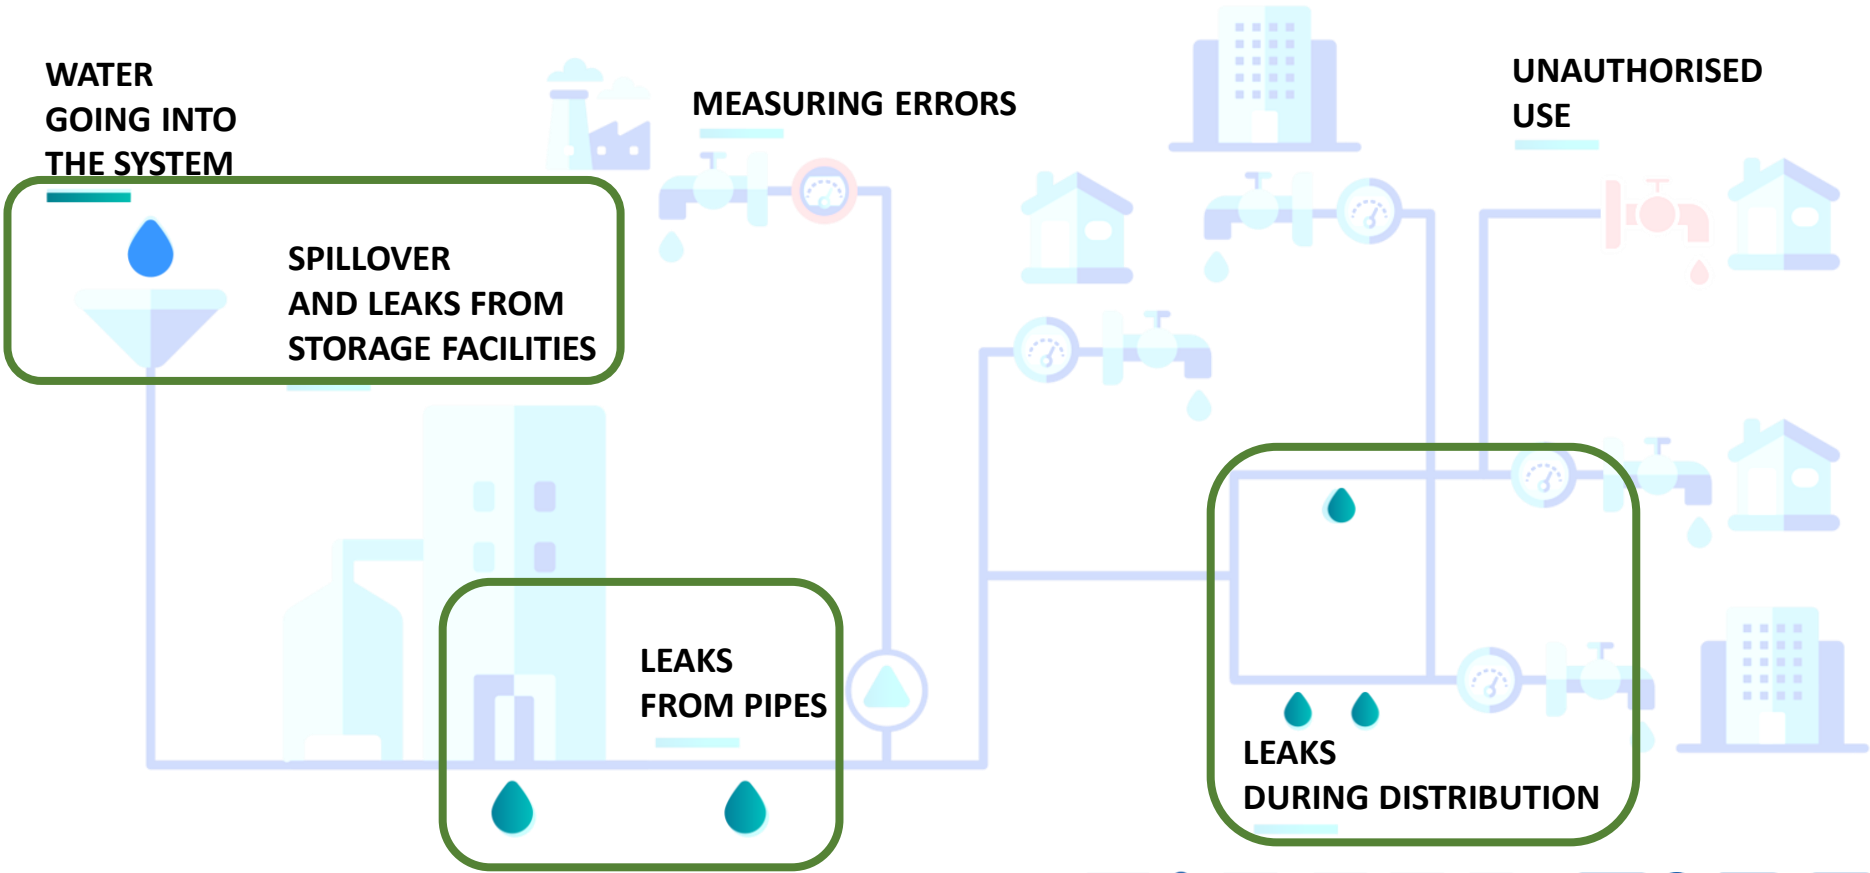 WATER
GOING INTO
THE SYSTEM
SPILLOVER
AND LEAKS FROM
STORAGE FACILITIES
MEASURING ERRORS
UNAUTHORISED
USE
LEAKS
FROM PIPES
LEAKS
DURING DISTRIBUTION